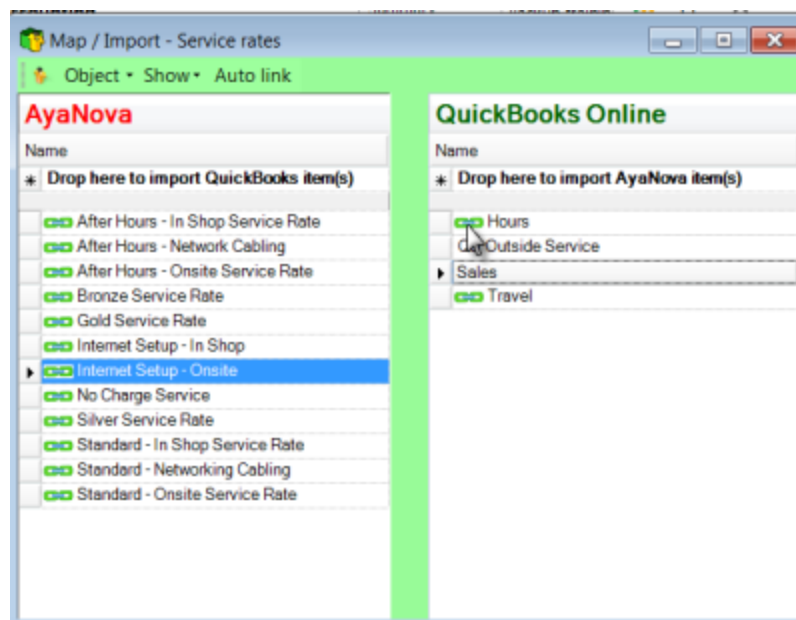 Map / Import - Service rates
Object Show Auto link
AyaNova
Name
Drop here to import QuickBooks item(s)
After Hours - In Shop Service Rate
After Hours - Network Cabling
After Hours - Onsite Service Rate
Bronze Service Rate
Gold Service Rate
Internet Setup - In Shop
Internet Setup - Onsite
No Charge Service
Silver Service Rate
Standard - In Shop Service Rate
Standard - Networking Cabling
Standard - Onsite Service Rate
QuickBooks Online
Name
Drop here to import AyaNova item(s)
Hours
Outside Service
Sales
Travel